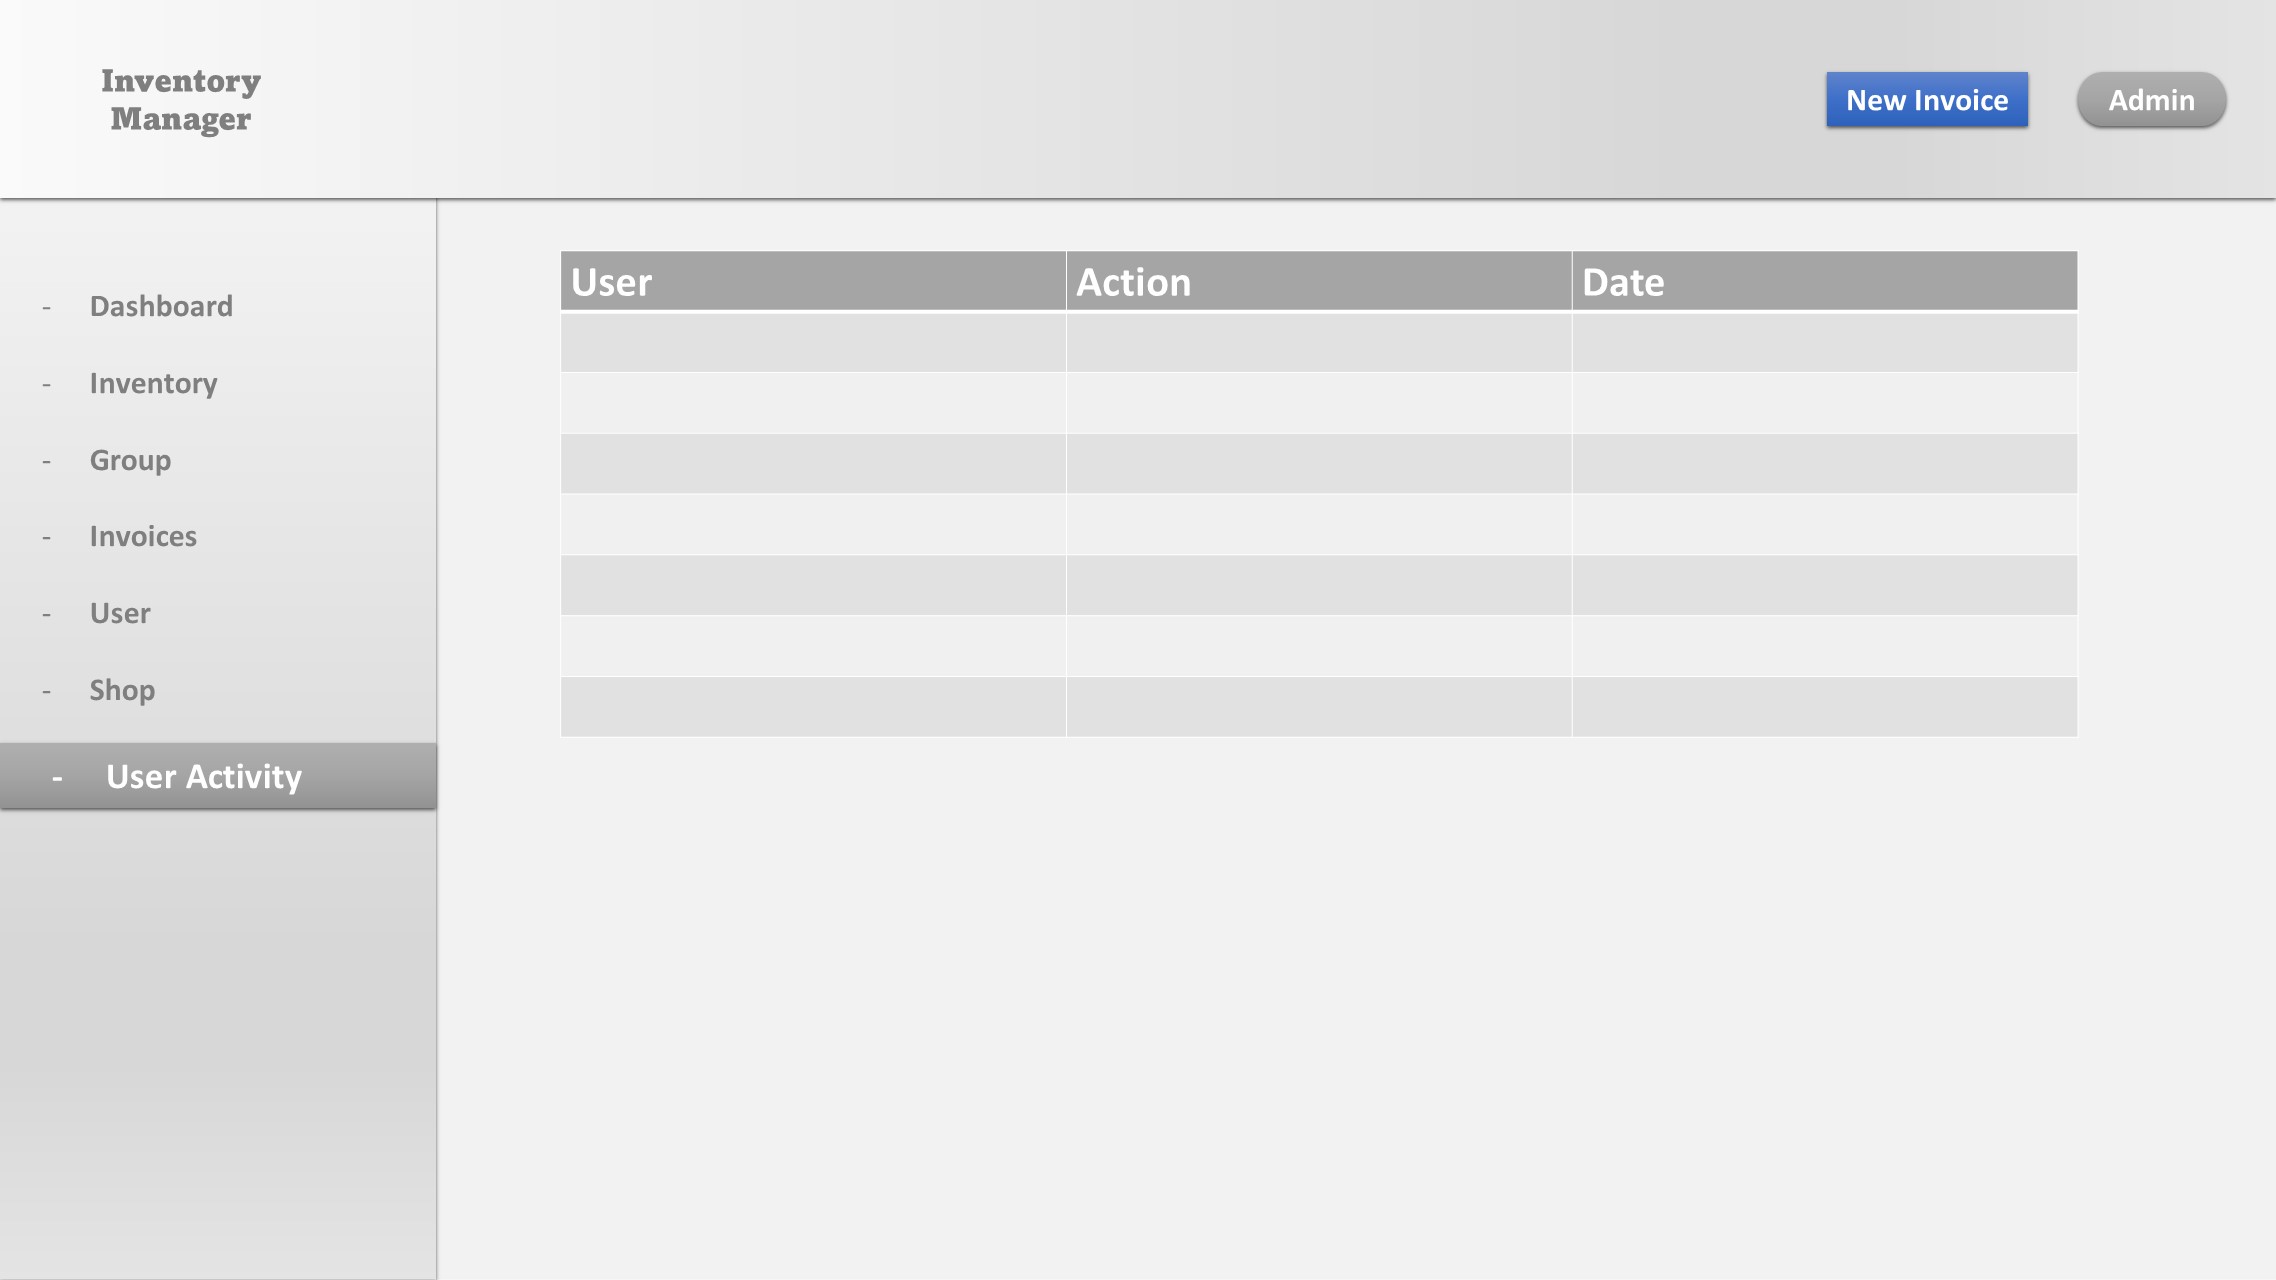 Inventory
Manager
New Invoice
Admin
- Dashboard
- Inventory
- Group
- Invoices
- User
- Shop
- User Activity
User Action Date